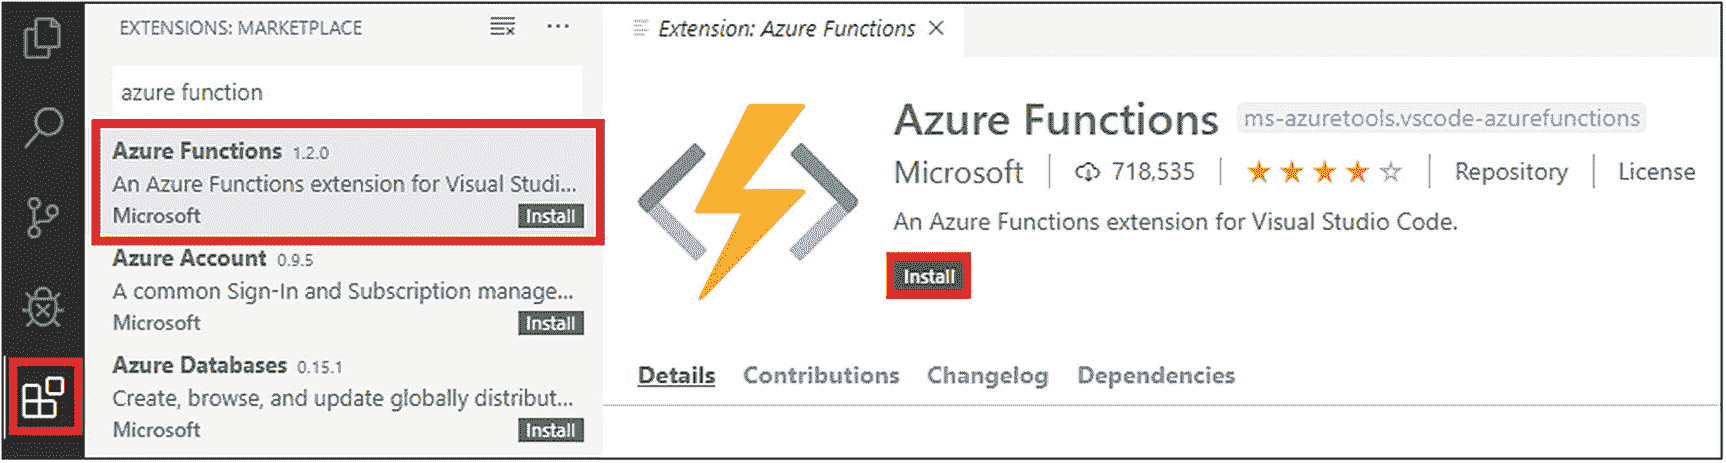 EXTENSIONS: MARKETPLACE
azure function
Azure Functions 1.2.0
An Azure Functions extension for Visual Studi...
Microsoft Install
Azure Account 0.9.5
A common Sign-In and Subscription manage...
Microsoft Install
Azure Databases 0.15.1
Create, browse, and update globally distribut...
Microsoft Install
Extension: Azure Functions
Azure Functions ms-azuretools.vscode-azurefunctions
Microsoft 718,535 Repository License
An Azure Functions extension for Visual Studio Code.
Install
Details Contributions Changelog Dependencies